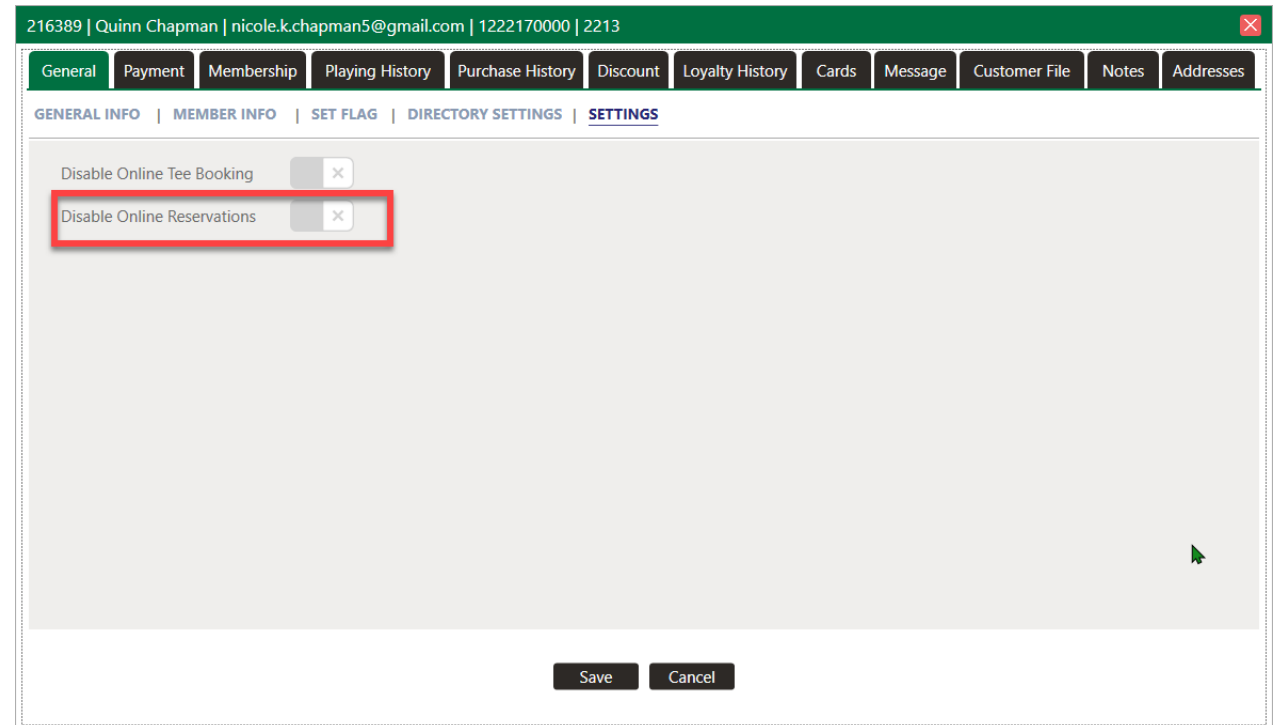 216389 | Quinn Chapman | nicole.k.chapman5@gmail.com | 1222170000 | 2213
General Payment Membership Playing History Purchase History Discount Loyalty History Cards Message Customer File Notes Addresses
GENERAL INFO | MEMBER INFO | SET FLAG | DIRECTORY SETTINGS | SETTINGS
Disable Online Tee Booking
Disable Online Reservations
Save Cancel